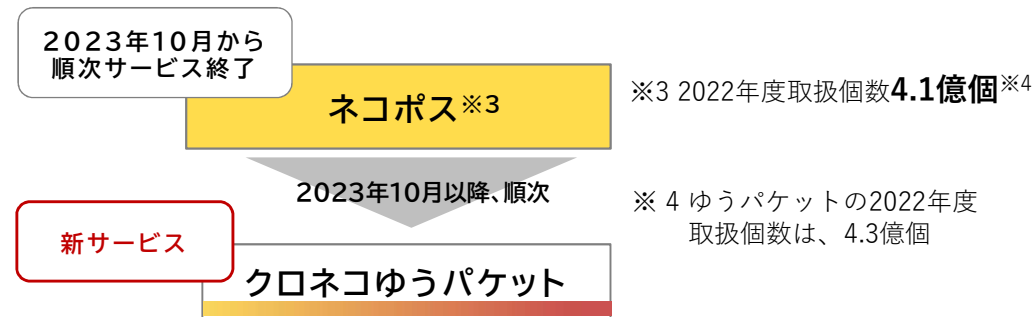 2023年10月から
順次サービス終了
ネコポス※3
※3 2022年度取扱個数4.1億個※4
2023年10月以降、順次
※ 4 ゆうパケットの2022年度
取扱個数は、4.3億個
新サービス
クロネコゆうパケット